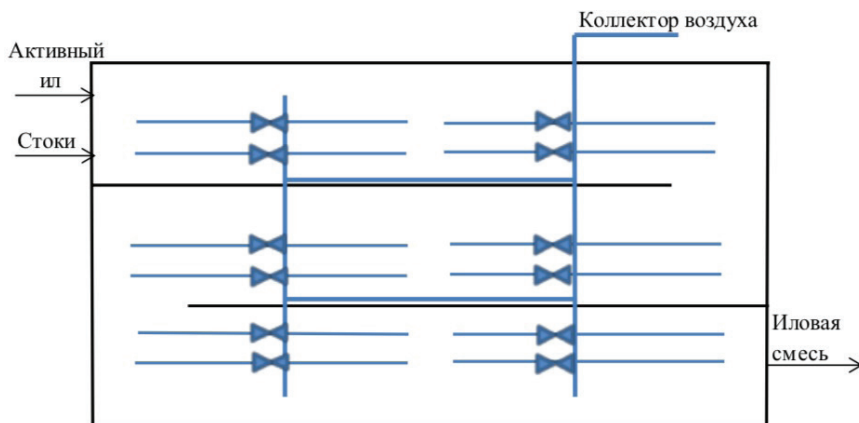 Коллектор воздуха
Активный
ил
Стоки
Иловая
смесь